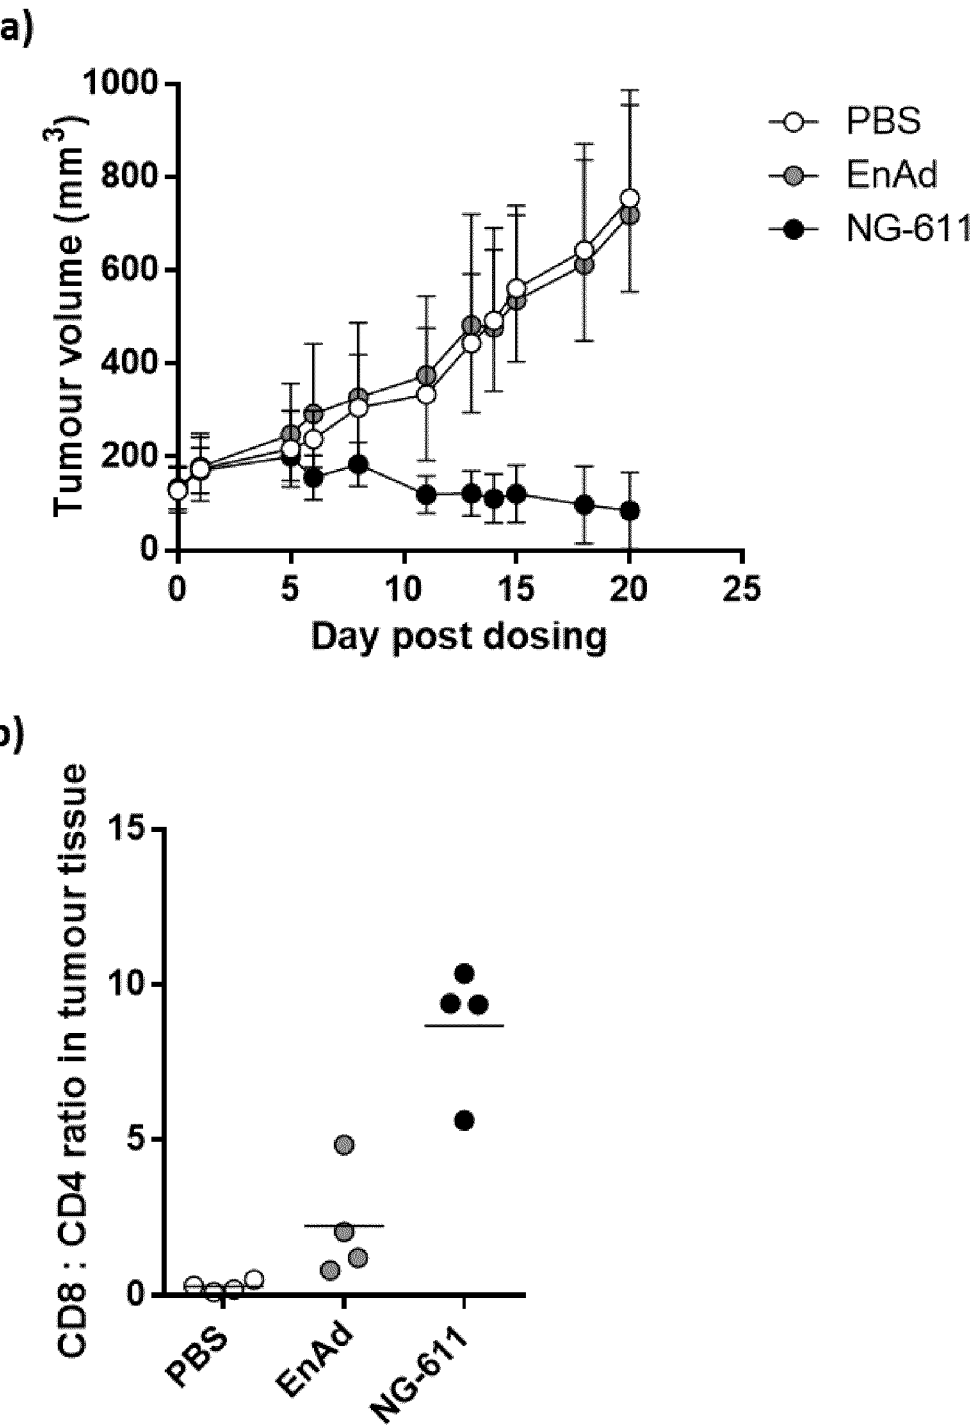 a)
1000
800
600
400
200
0
Tumour volume (mm³)
0 5 10 15 20 25
Day post dosing
PBS
EnAd
NG-611
b)
15
10
5
0
CD8 : CD4 ratio in tumour tissue
PBS
EnAd
NG-611